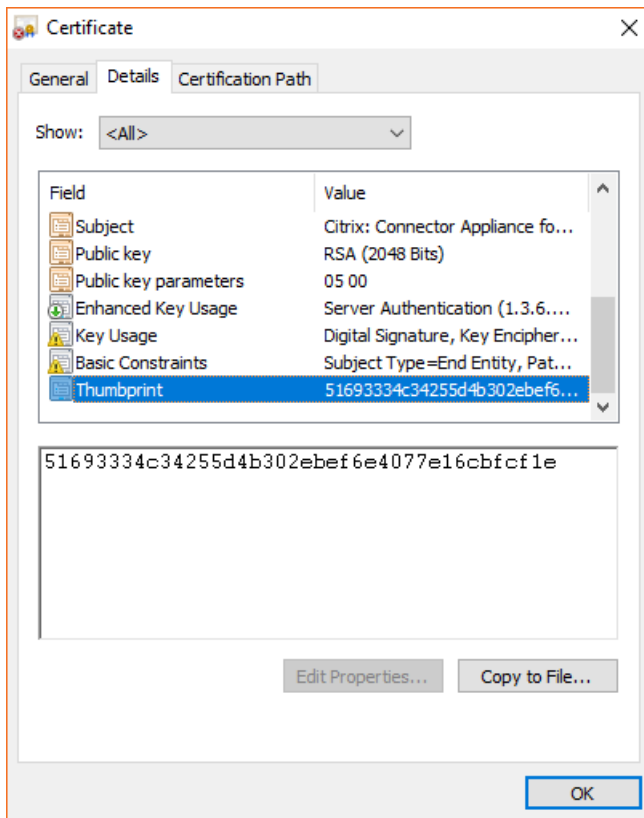 Certificate
General Details Certification Path
Show: <All>
Field Value
Subject Citrix: Connector Appliance fo...
Public key RSA (2048 Bits)
Public key parameters 05 00
Enhanced Key Usage Server Authentication (1.3.6....
Key Usage Digital Signature, Key Encipher...
Basic Constraints Subject Type=End Entity, Pat...
Thumbprint 51693334c34255d4b302ebef6...
51693334c34255d4b302ebef6e4077e16cbfcf1e
Edit Properties... Copy to File...
OK